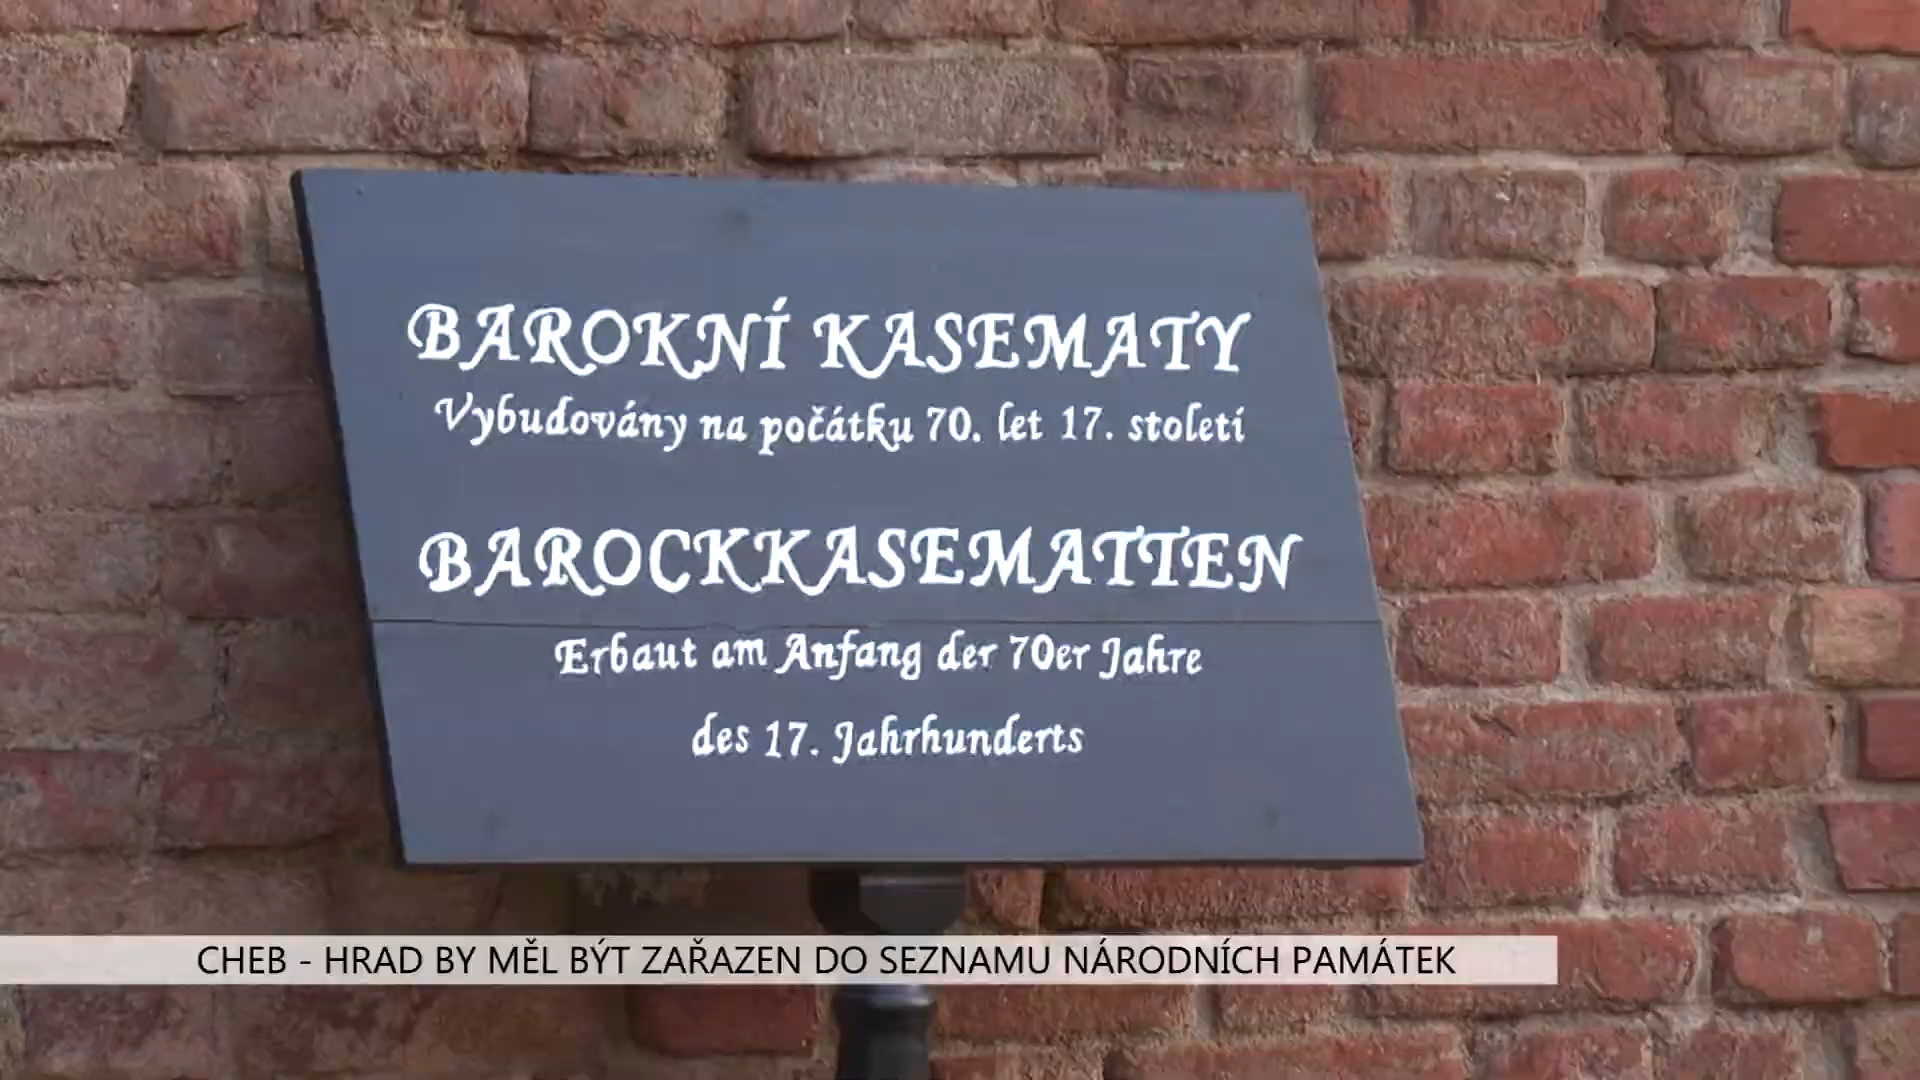 BAROKNÍ KASEMATY
Vybudovány na počátku 70. let 17. století
BAROCKKASEMATTEN
Erbaut am Anfang der 70er Jahre
des 17. Jahrhunderts
CHEB - HRAD BY MĚL BÝT ZAŘAZEN DO SEZNAMU NÁRODNÍCH PAMÁTEK